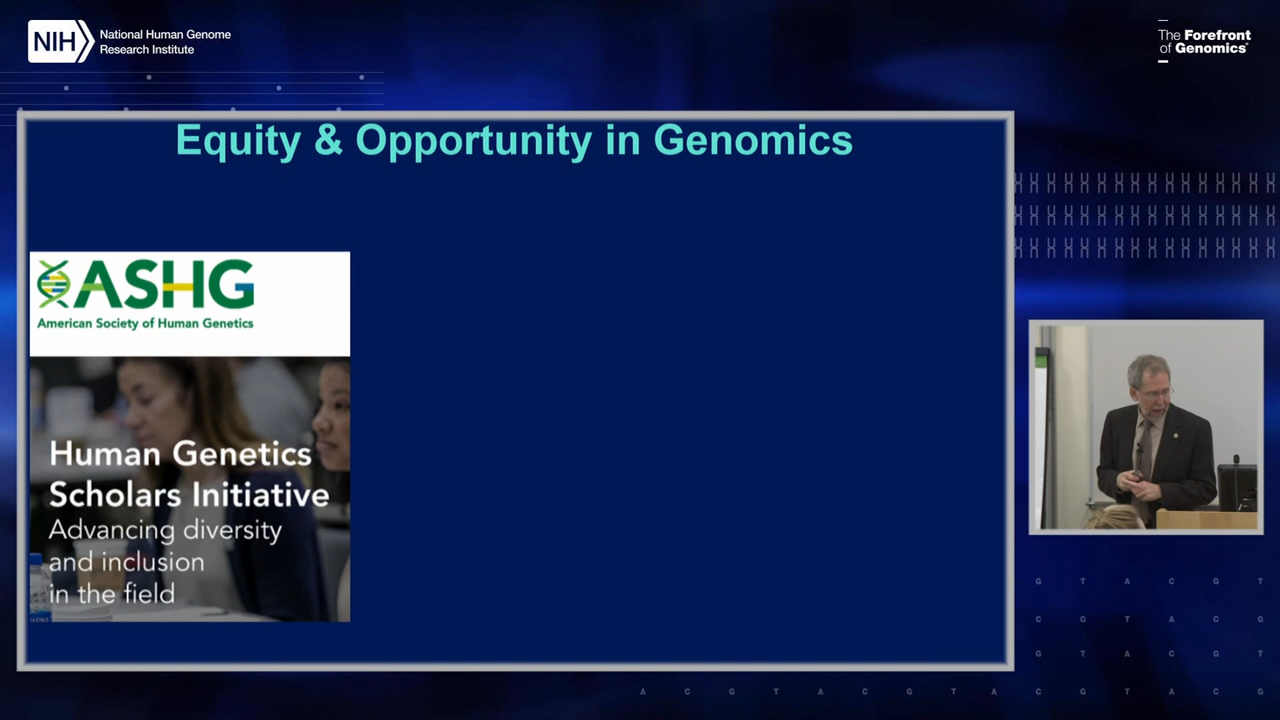 NIH
National Human Genome
Research Institute
The Forefront
of Genomics®
Equity & Opportunity in Genomics
ASHG
American Society of Human Genetics
Human Genetics
Scholars Initiative
Advancing diversity
and inclusion
in the field
G T A C G T
C G T A C G
G T A C G T
A C G T A C G T A C G T A C G